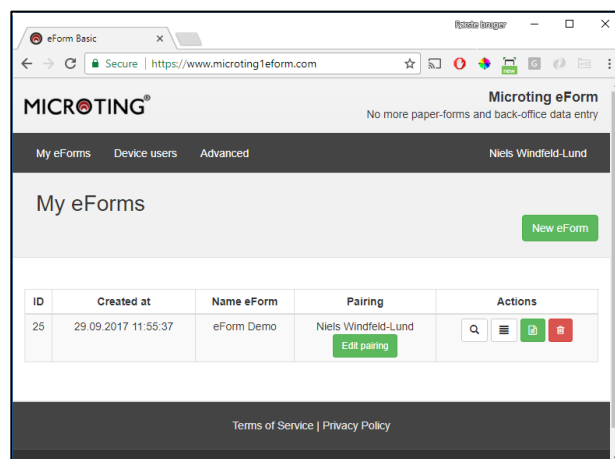 Første bruger
eForm Basic
Secure | https://www.microting1eform.com
new
MICROTING®
Microting eForm
No more paper-forms and back-office data entry
My eForms Device users Advanced Niels Windfeld-Lund
My eForms
New eForm
ID Created at Name eForm Pairing Actions
25 29.09.2017 11:55:37 eForm Demo Niels Windfeld-Lund
Edit pairing
Terms of Service | Privacy Policy